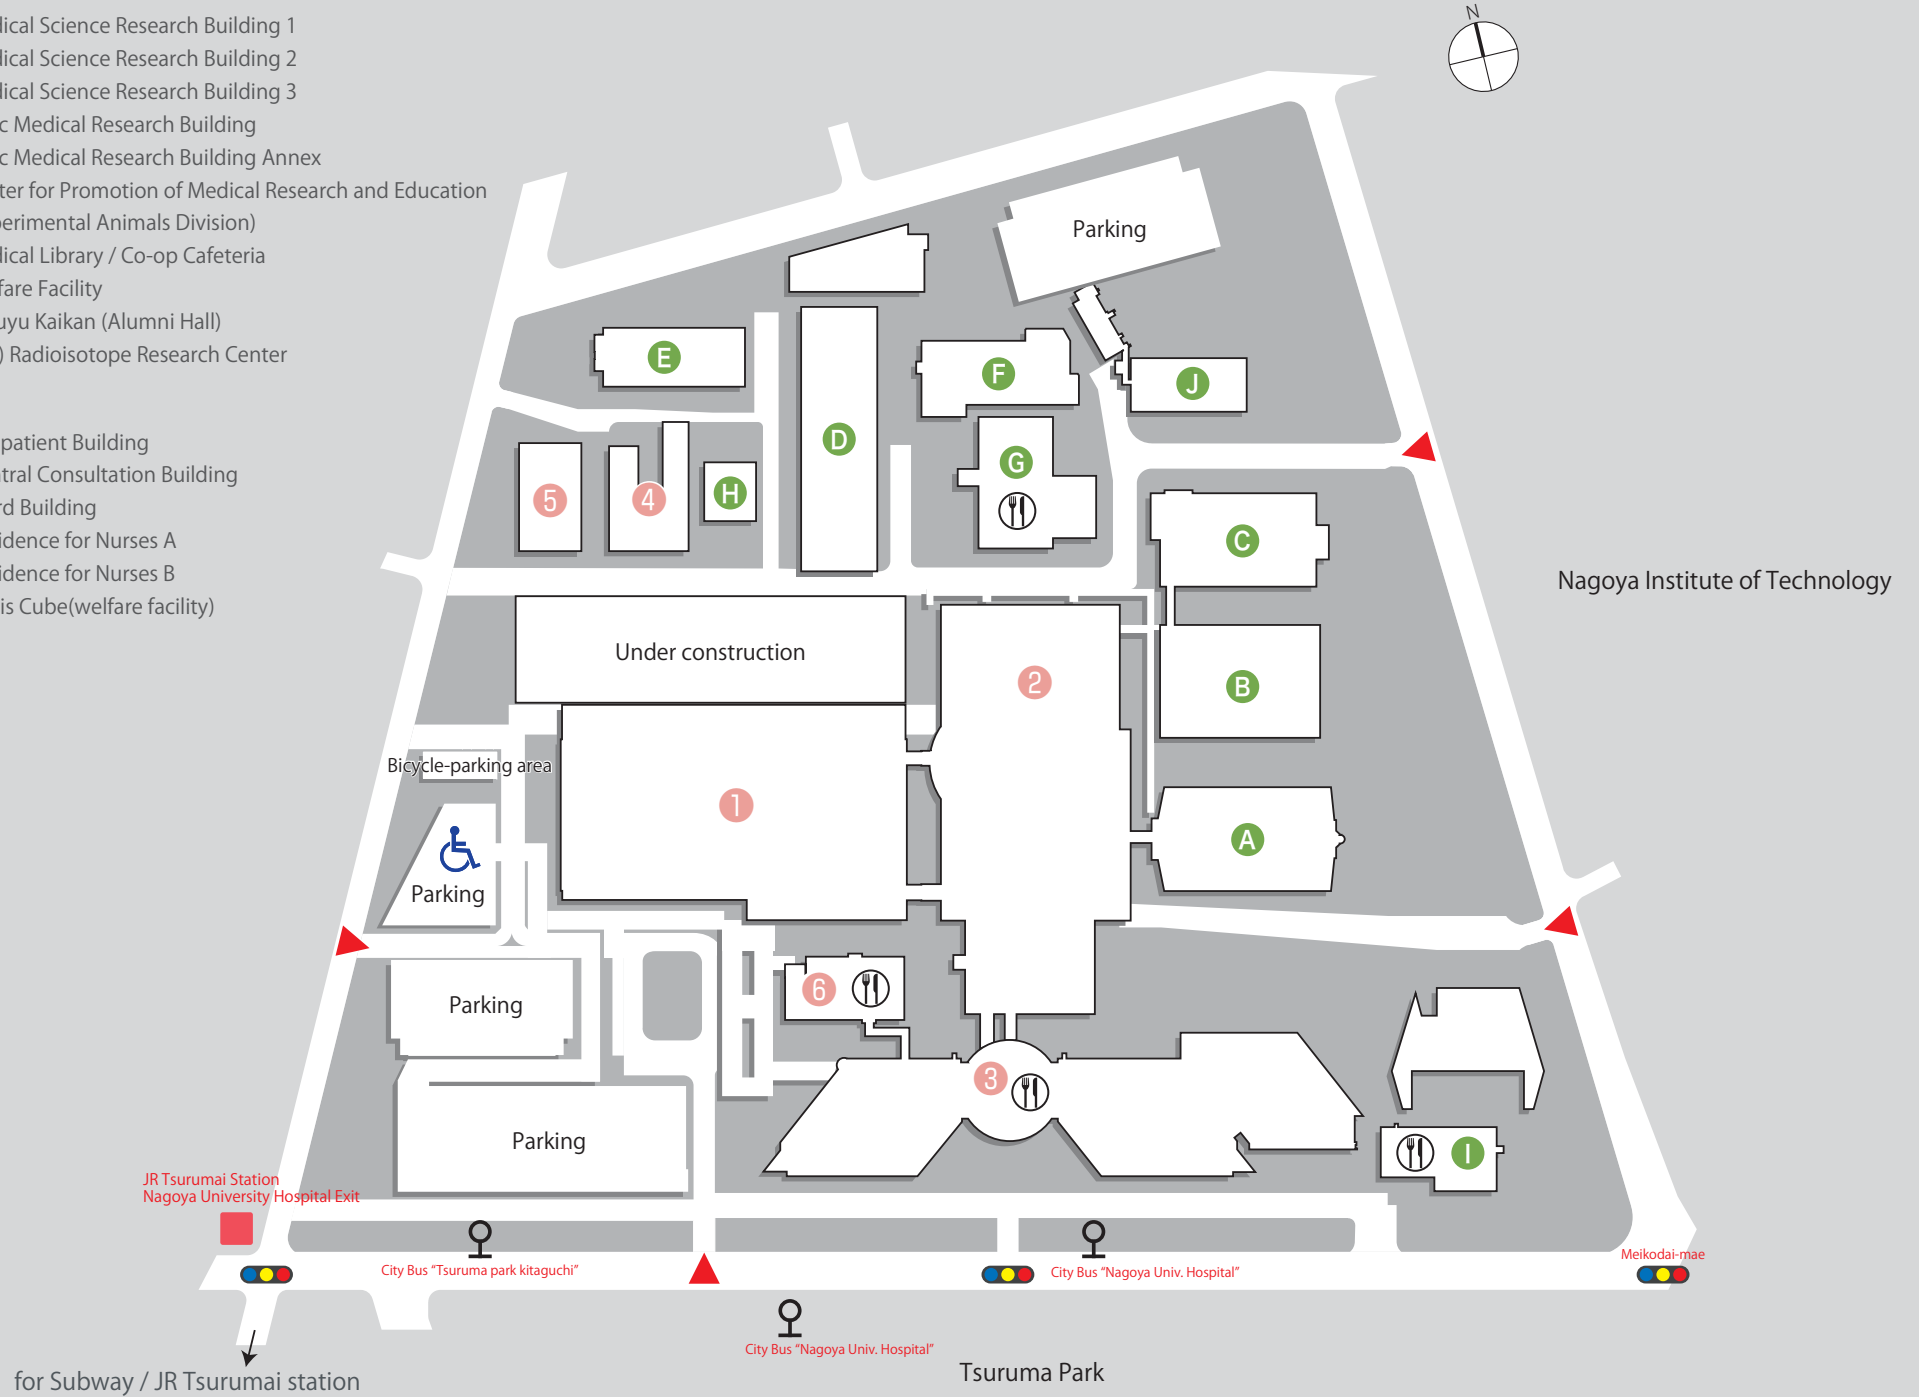 dical Science Research Building 1
dical Science Research Building 2
dical Science Research Building 3
c Medical Research Building
c Medical Research Building Annex
ter for Promotion of Medical Research and Education
perimental Animals Division)
dical Library / Co-op Cafeteria
fare Facility
uyu Kaikan (Alumni Hall)
) Radioisotope Research Center
patient Building
ntral Consultation Building
rd Building
idence for Nurses A
idence for Nurses B
is Cube(welfare facility)
N
Parking
E
F
J
D
G
5
4
H
C
Nagoya Institute of Technology
Under construction
2
B
Bicycle-parking area
1
A
Parking
6
Parking
3
Parking
I
JR Tsurumai Station
Nagoya University Hospital Exit
City Bus “Tsuruma park kitaguchi”
City Bus “Nagoya Univ. Hospital”
Meikodai-mae
City Bus “Nagoya Univ. Hospital”
Tsuruma Park
for Subway / JR Tsurumai station